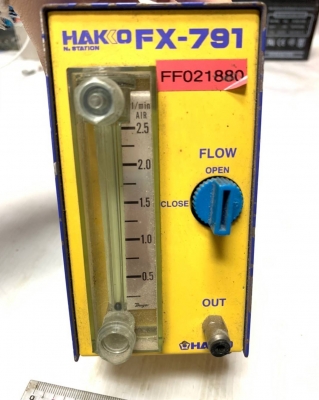 HAKKO FX-791
N₂ STATION
FF021880
l/min
AIR
2.5
2.0
1.5
1.0
0.5
FLOW
OPEN
CLOSE
OUT
HAKKO